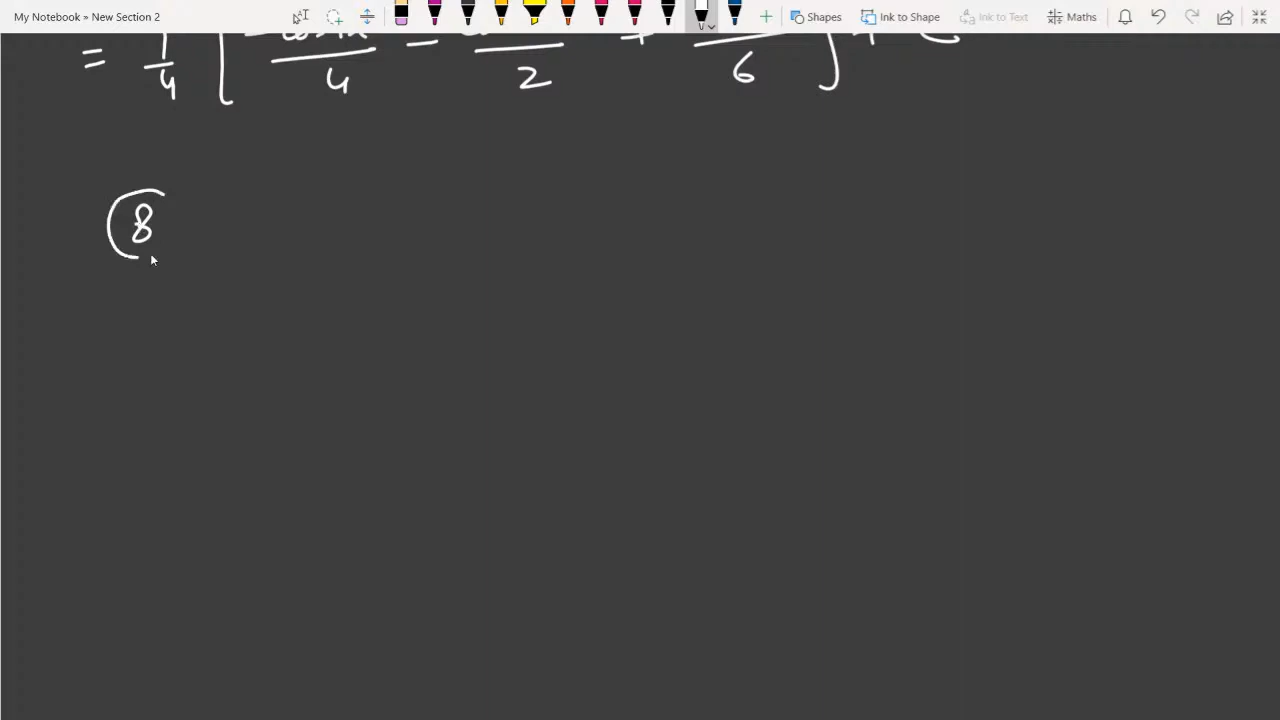 My Notebook » New Section 2
Shapes
Ink to Shape
Ink to Text
Maths
= 1/4 [ /4 - /2 + /6 ] +
8